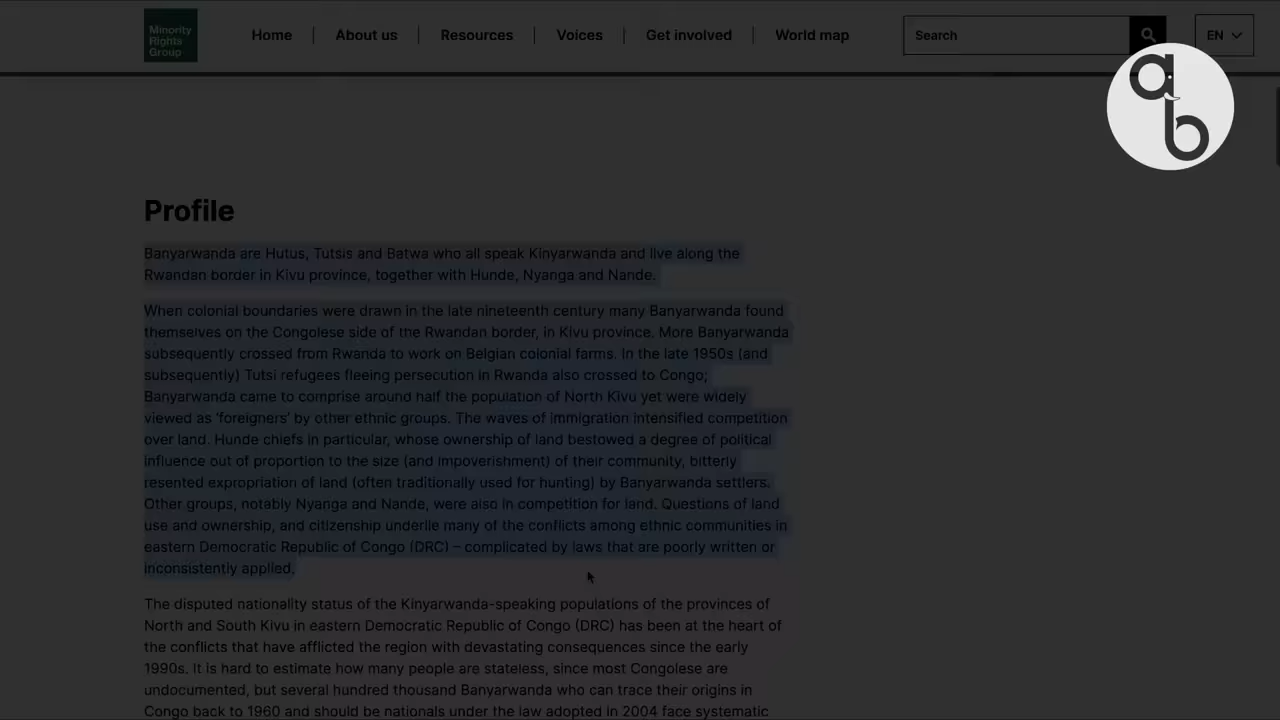 Minority
Rights
Group
Home
About us
Resources
Voices
Get involved
World map
Search
EN
ab
Profile
Banyarwanda are Hutus, Tutsis and Batwa who all speak Kinyarwanda and live along the
Rwandan border in Kivu province, together with Hunde, Nyanga and Nande.
When colonial boundaries were drawn in the late nineteenth century many Banyarwanda found
themselves on the Congolese side of the Rwandan border, in Kivu province. More Banyarwanda
subsequently crossed from Rwanda to work on Belgian colonial farms. In the late 1950s (and
subsequently) Tutsi refugees fleeing persecution in Rwanda also crossed to Congo;
Banyarwanda came to comprise around half the population of North Kivu yet were widely
viewed as ‘foreigners’ by other ethnic groups. The waves of immigration intensified competition
over land. Hunde chiefs in particular, whose ownership of land bestowed a degree of political
influence out of proportion to the size (and impoverishment) of their community, bitterly
resented expropriation of land (often traditionally used for hunting) by Banyarwanda settlers.
Other groups, notably Nyanga and Nande, were also in competition for land. Questions of land
use and ownership, and citizenship underlie many of the conflicts among ethnic communities in
eastern Democratic Republic of Congo (DRC) – complicated by laws that are poorly written or
inconsistently applied.
The disputed nationality status of the Kinyarwanda-speaking populations of the provinces of
North and South Kivu in eastern Democratic Republic of Congo (DRC) has been at the heart of
the conflicts that have afflicted the region with devastating consequences since the early
1990s. It is hard to estimate how many people are stateless, since most Congolese are
undocumented, but several hundred thousand Banyarwanda who can trace their origins in
Congo back to 1960 and should be nationals under the law adopted in 2004 face systematic